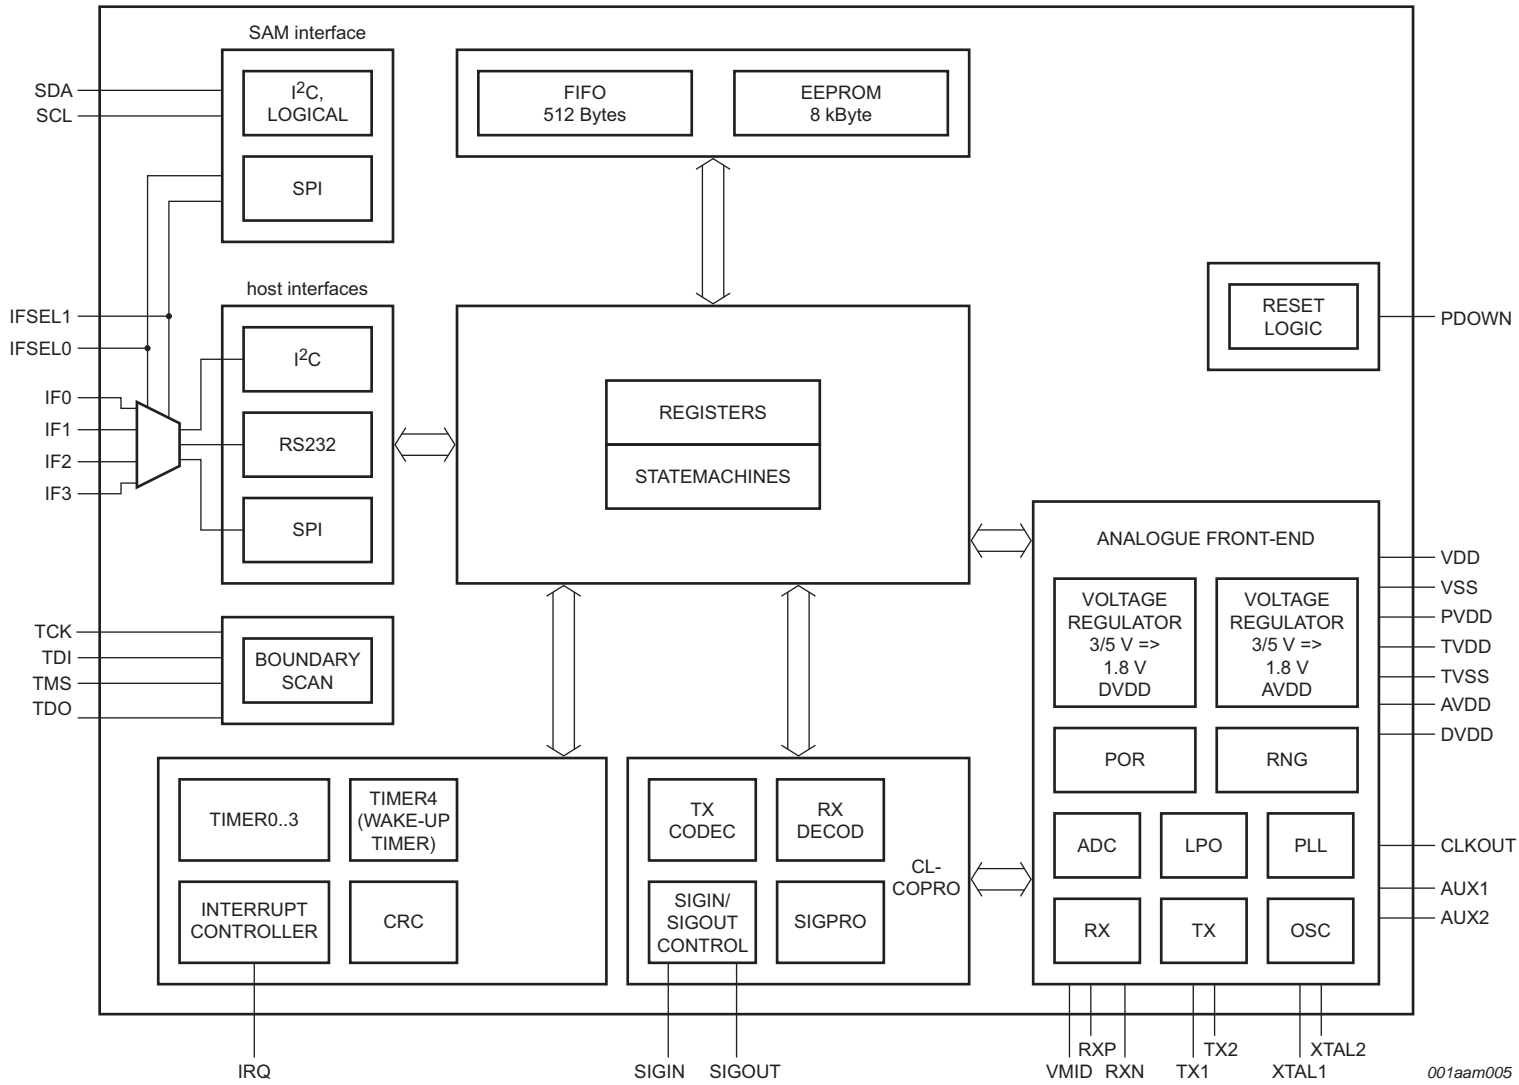 SAM interface
SDA
SCL
I2C,
LOGICAL
SPI
FIFO
512 Bytes
EEPROM
8 kByte
host interfaces
IFSEL1
IFSEL0
IF0
IF1
IF2
IF3
I2C
RS232
SPI
REGISTERS
STATEMACHINES
RESET
LOGIC
PDOWN
TCK
TDI
TMS
TDO
BOUNDARY
SCAN
ANALOGUE FRONT-END
VOLTAGE
REGULATOR
3/5 V =>
1.8 V
DVDD
VOLTAGE
REGULATOR
3/5 V =>
1.8 V
AVDD
POR
RNG
ADC
LPO
PLL
RX
TX
OSC
VDD
VSS
PVDD
TVDD
TVSS
AVDD
DVDD
CLKOUT
AUX1
AUX2
TIMER0..3
TIMER4
(WAKE-UP
TIMER)
INTERRUPT
CONTROLLER
CRC
TX
CODEC
RX
DECOD
CL-
COPRO
SIGIN/
SIGOUT
CONTROL
SIGPRO
IRQ
SIGIN
SIGOUT
VMID
RXP
RXN
TX1
TX2
XTAL1
XTAL2
001aam005